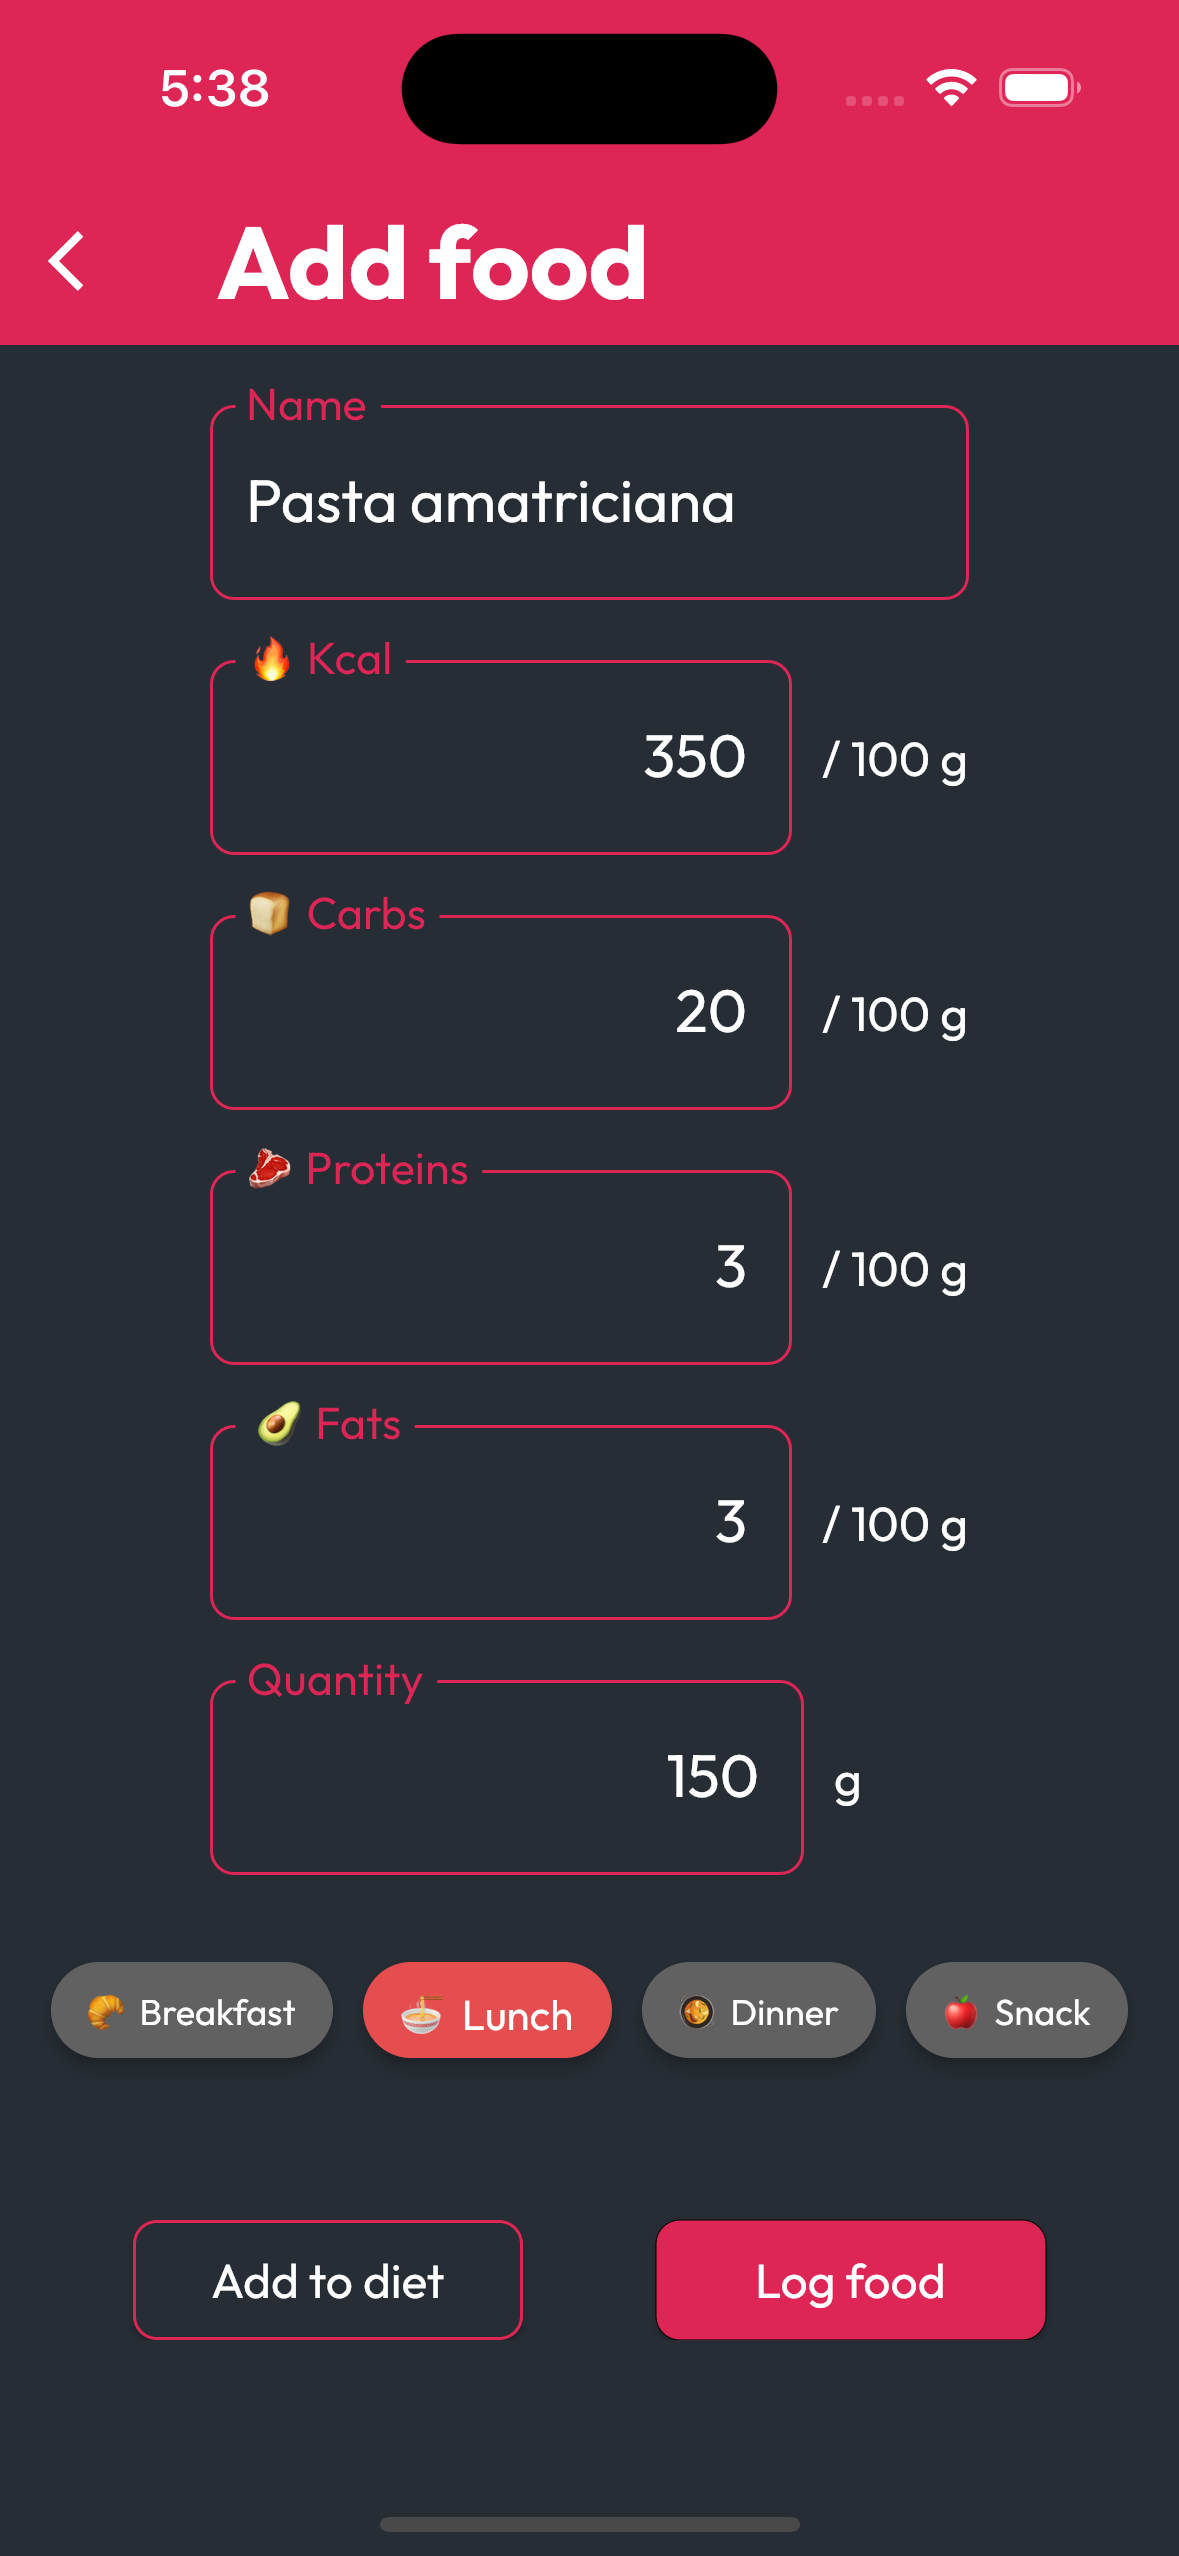 5:38
Add food
Name
Pasta amatriciana
🔥 Kcal
350 / 100 g
🍞 Carbs
20 / 100 g
🥩 Proteins
3 / 100 g
🥑 Fats
3 / 100 g
Quantity
150 g
🥐 Breakfast 🍜 Lunch 🥘 Dinner 🍎 Snack
Add to diet Log food